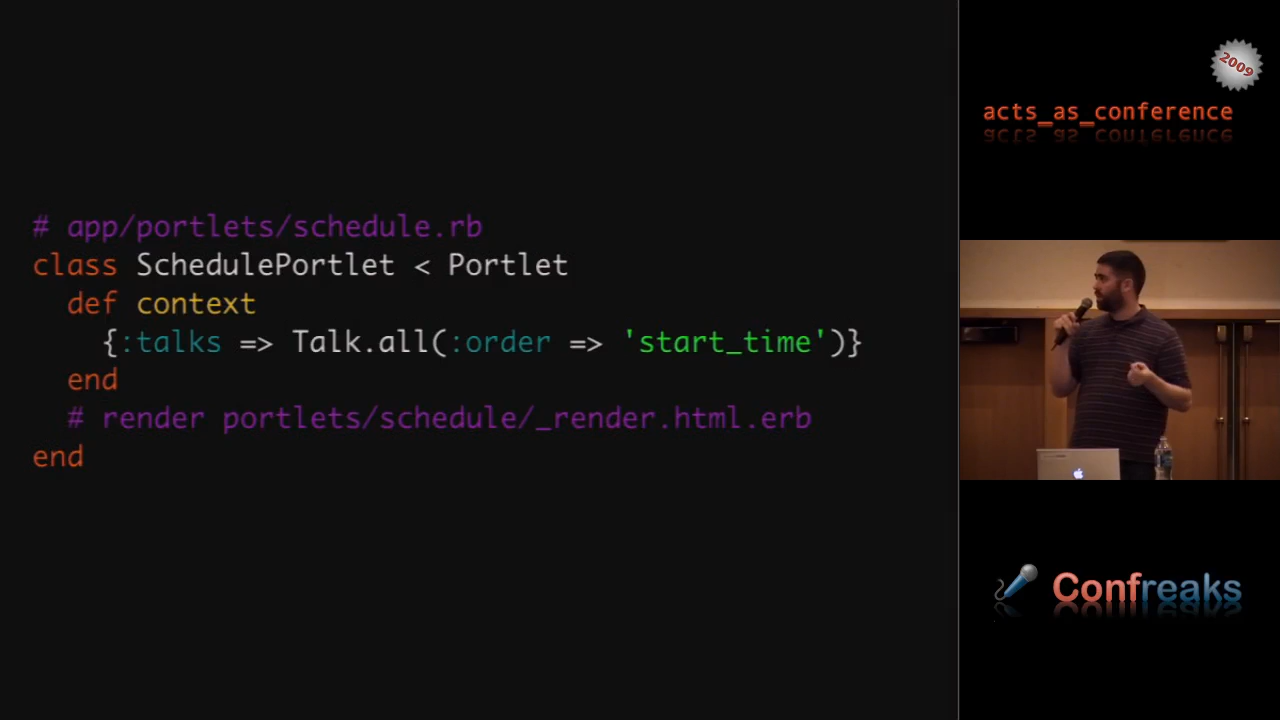 # app/portlets/schedule.rb
class SchedulePortlet < Portlet
  def context
    {:talks => Talk.all(:order => 'start_time')}
  end
  # render portlets/schedule/_render.html.erb
end
2009
acts_as_conference
Confreaks